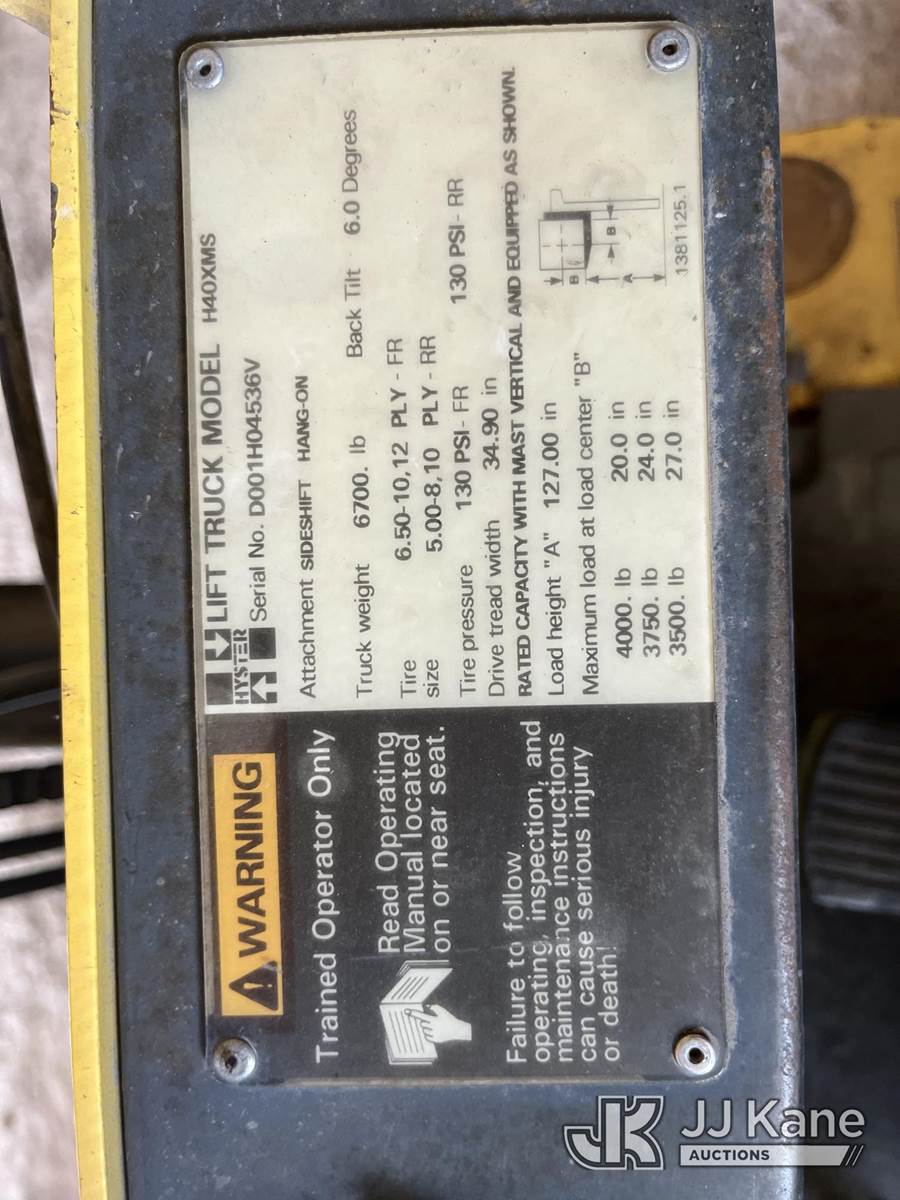 WARNING
Trained Operator Only
Read Operating
Manual located
on or near seat.
Failure to follow
operating, inspection, and
maintenance instructions
can cause serious injury
or death!
HYSTER
LIFT TRUCK MODEL H40XMS
Serial No. D001H04536V
Attachment SIDESHIFT HANG-ON
Truck weight 6700. lb Back Tilt 6.0 Degrees
Tire 6.50-10,12 PLY - FR
size 5.00-8,10 PLY - RR
Tire pressure 130 PSI - FR 130 PSI - RR
Drive tread width 34.90 in
RATED CAPACITY WITH MAST VERTICAL AND EQUIPPED AS SHOWN.
Load height "A" 127.00 in
Maximum load at load center "B"
4000. lb 20.0 in
3750. lb 24.0 in
3500. lb 27.0 in
B
A
B
1381125.1
JK JJ Kane
AUCTIONS